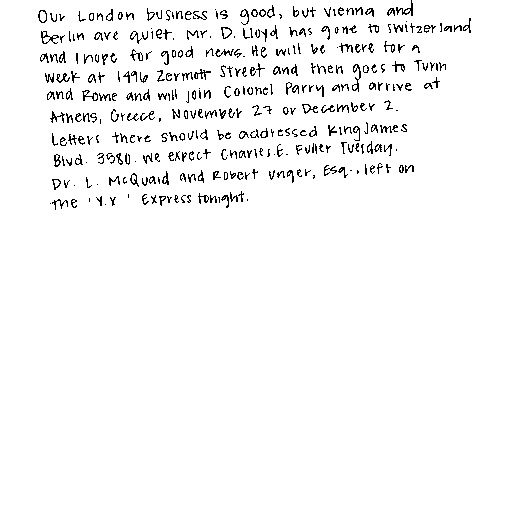 Our London business is good, but Vienna and
Berlin are quiet. Mr. D. Lloyd has gone to Switzerland
and I hope for good news. He will be there for a
week at 1496 Zermott Street and then goes to Turin
and Rome and will join Colonel Parry and arrive at
Athens, Greece, November 27 or December 2.
Letters there should be addressed King James
Blvd. 3580. We expect Charles E. Fuller Tuesday.
Dr. L. McQuaid and Robert Unger, Esq., left on
the 'Y.X' Express tonight.